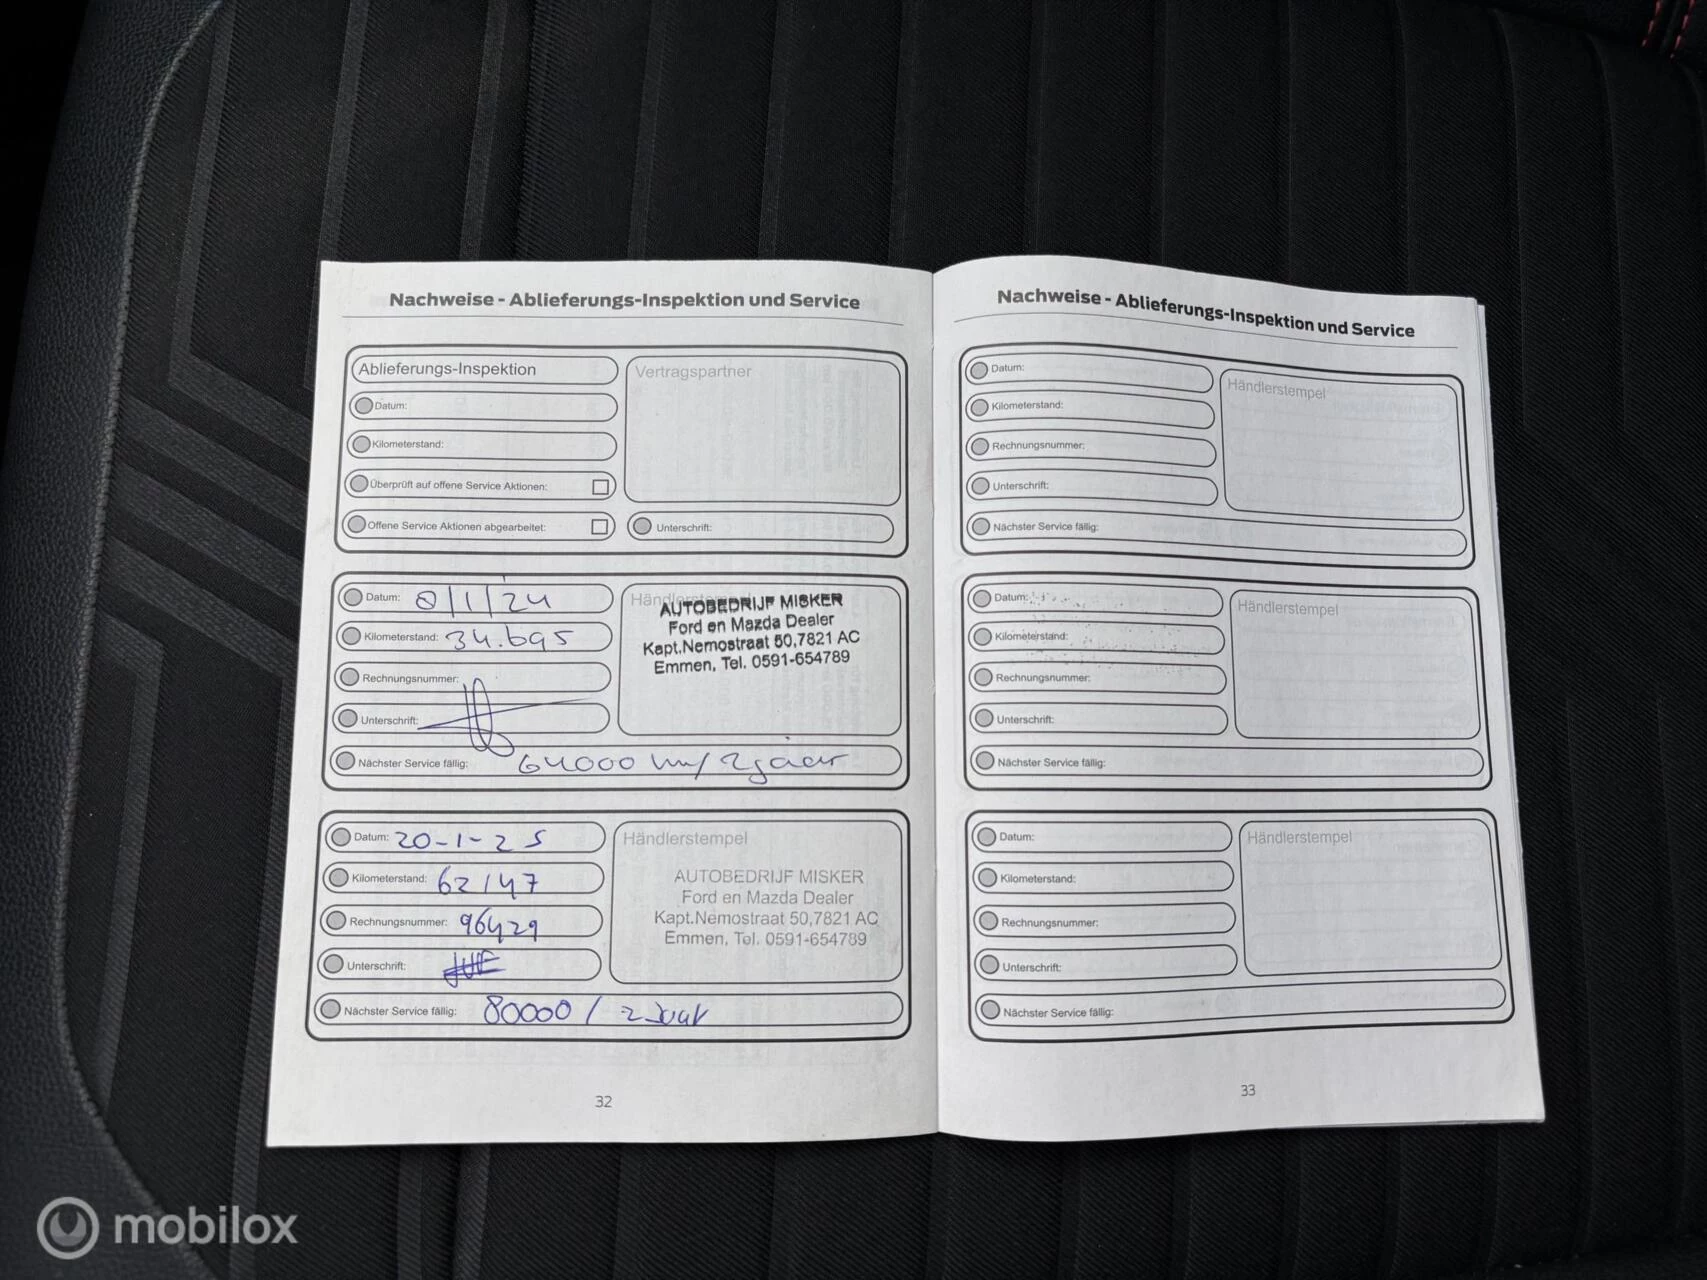 Nachweise - Ablieferungs-Inspektion und Service
Ablieferungs-Inspektion
Vertragspartner
Datum:
Kilometerstand:
Überprüft auf offene Service Aktionen:
Offene Service Aktionen abgearbeitet:
Unterschrift:
Datum: 8/1/24
Kilometerstand: 34.695
Rechnungsnummer:
Unterschrift:
Nächster Service fällig: 64000 km/2jaar
AUTOBEDRIJF MISKER
Ford en Mazda Dealer
Kapt.Nemostraat 50,7821 AC
Emmen, Tel. 0591-654789
Datum: 20-1-25
Kilometerstand: 62147
Rechnungsnummer: 96429
Unterschrift:
Nächster Service fällig: 80000 / 2 Jaar
Händlerstempel
AUTOBEDRIJF MISKER
Ford en Mazda Dealer
Kapt.Nemostraat 50,7821 AC
Emmen, Tel. 0591-654789
32
Nachweise - Ablieferungs-Inspektion und Service
Datum:
Kilometerstand:
Rechnungsnummer:
Unterschrift:
Nächster Service fällig:
Händlerstempel
Datum:
Kilometerstand:
Rechnungsnummer:
Unterschrift:
Nächster Service fällig:
Händlerstempel
Datum:
Kilometerstand:
Rechnungsnummer:
Unterschrift:
Nächster Service fällig:
Händlerstempel
33
mobilox